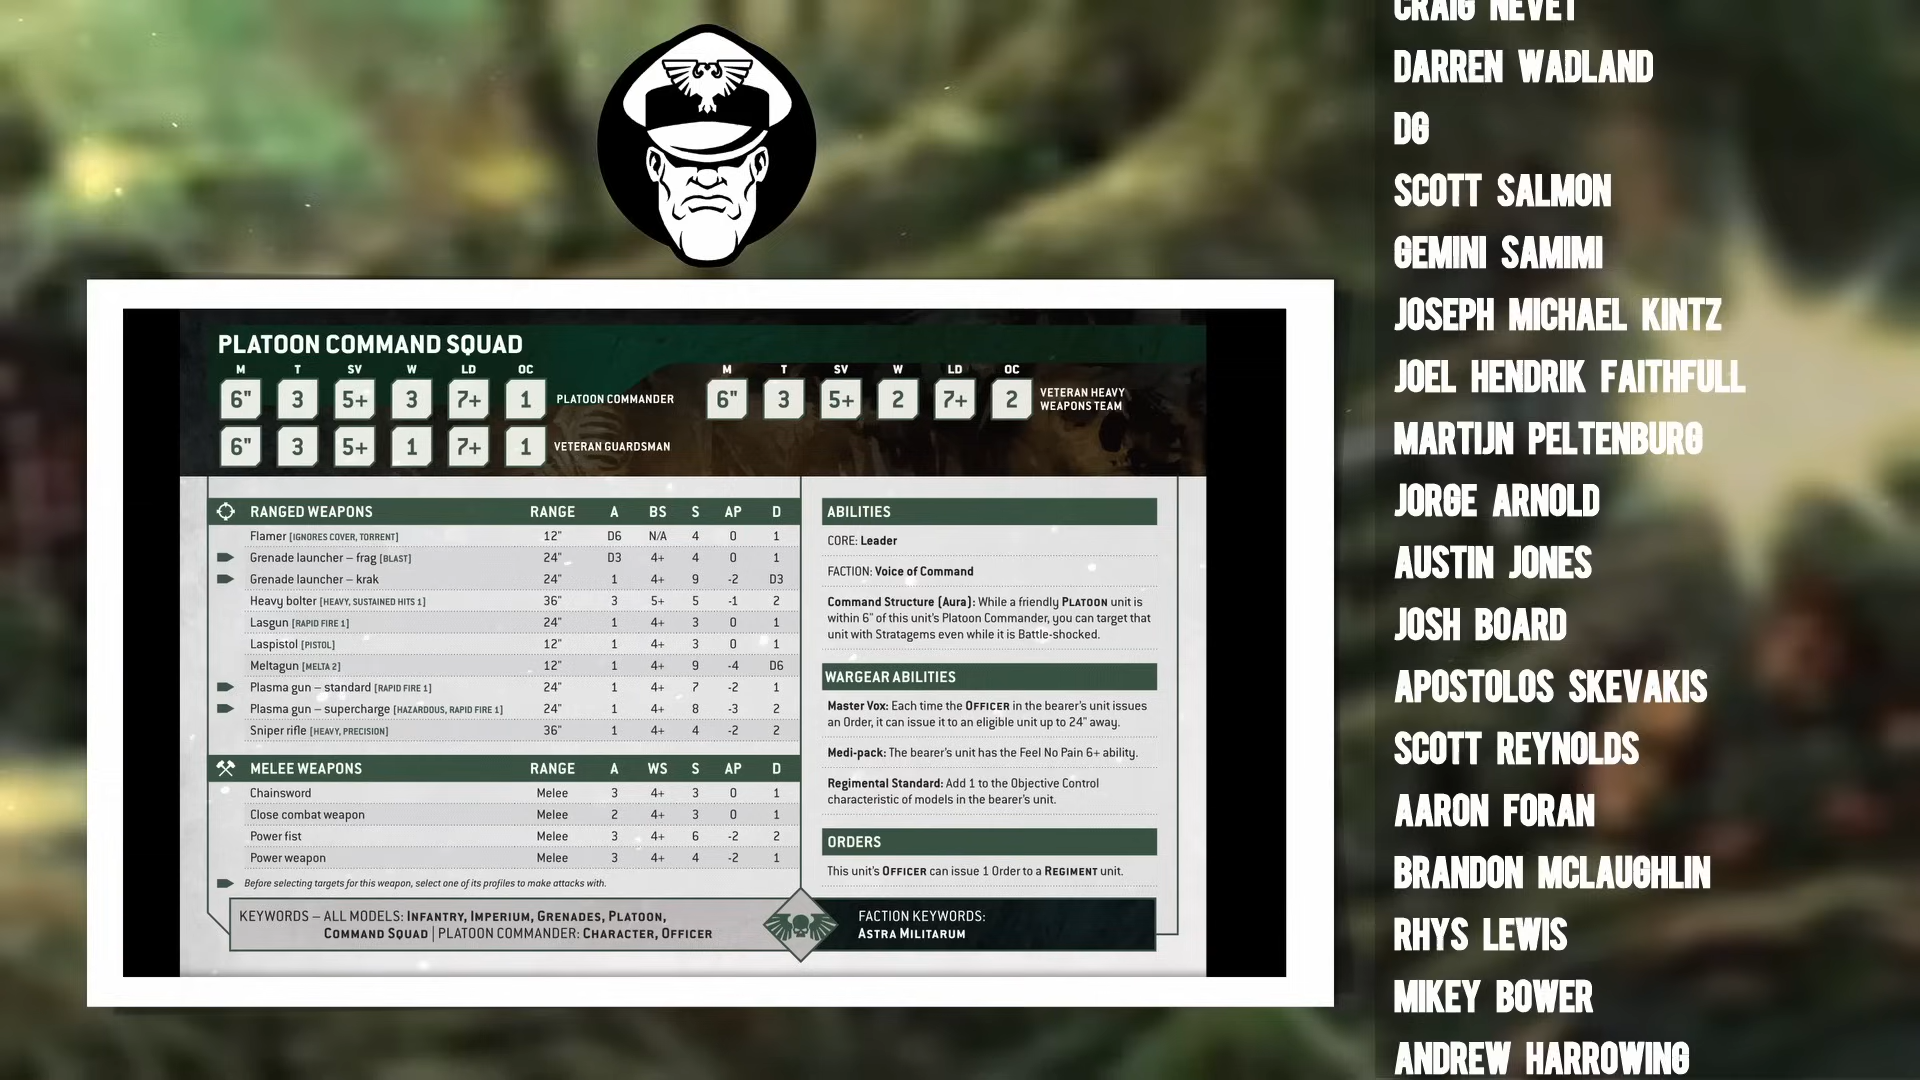 PLATOON COMMAND SQUAD
M T SV W LD OC
6" 3 5+ 3 7+ 1 PLATOON COMMANDER
6" 3 5+ 1 7+ 1 VETERAN GUARDSMAN
M T SV W LD OC
6" 3 5+ 2 7+ 2 VETERAN HEAVY
WEAPONS TEAM
RANGED WEAPONS RANGE A BS S AP D
Flamer [IGNORES COVER, TORRENT] 12" D6 N/A 4 0 1
Grenade launcher – frag [BLAST] 24" D3 4+ 4 0 1
Grenade launcher – krak 24" 1 4+ 9 -2 D3
Heavy bolter [HEAVY, SUSTAINED HITS 1] 36" 3 5+ 5 -1 2
Lasgun [RAPID FIRE 1] 24" 1 4+ 3 0 1
Laspistol [PISTOL] 12" 1 4+ 3 0 1
Meltagun [MELTA 2] 12" 1 4+ 9 -4 D6
Plasma gun – standard [RAPID FIRE 1] 24" 1 4+ 7 -2 1
Plasma gun – supercharge [HAZARDOUS, RAPID FIRE 1] 24" 1 4+ 8 -3 2
Sniper rifle [HEAVY, PRECISION] 36" 1 4+ 4 -2 2
MELEE WEAPONS RANGE A WS S AP D
Chainsword Melee 3 4+ 3 0 1
Close combat weapon Melee 2 4+ 3 0 1
Power fist Melee 3 4+ 6 -2 2
Power weapon Melee 3 4+ 4 -2 1
Before selecting targets for this weapon, select one of its profiles to make attacks with.
ABILITIES
CORE: Leader
FACTION: Voice of Command
Command Structure (Aura): While a friendly PLATOON unit is
within 6" of this unit's Platoon Commander, you can target that
unit with Stratagems even while it is Battle-shocked.
WARGEAR ABILITIES
Master Vox: Each time the OFFICER in the bearer's unit issues
an Order, it can issue it to an eligible unit up to 24" away.
Medi-pack: The bearer's unit has the Feel No Pain 6+ ability.
Regimental Standard: Add 1 to the Objective Control
characteristic of models in the bearer's unit.
ORDERS
This unit's OFFICER can issue 1 Order to a REGIMENT unit.
KEYWORDS – ALL MODELS: INFANTRY, IMPERIUM, GRENADES, PLATOON,
COMMAND SQUAD | PLATOON COMMANDER: CHARACTER, OFFICER
FACTION KEYWORDS:
ASTRA MILITARUM
CRAIG NEVET
DARREN WADLAND
DG
SCOTT SALMON
GEMINI SAMIMI
JOSEPH MICHAEL KINTZ
JOEL HENDRIK FAITHFULL
MARTIJN PELTENBURG
JORGE ARNOLD
AUSTIN JONES
JOSH BOARD
APOSTOLOS SKEVAKIS
SCOTT REYNOLDS
AARON FORAN
BRANDON MCLAUGHLIN
RHYS LEWIS
MIKEY BOWER
ANDREW HARROWING